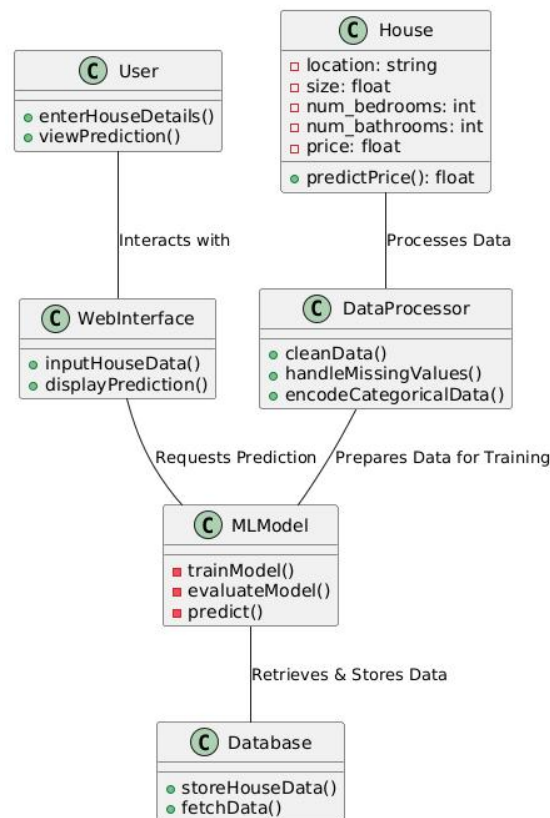 C House
- location: string
- size: float
- num_bedrooms: int
- num_bathrooms: int
- price: float
+ predictPrice(): float
C User
enterHouseDetails()
viewPrediction()
Interacts with
Processes Data
C WebInterface
inputHouseData()
displayPrediction()
C DataProcessor
cleanData()
handleMissingValues()
encodeCategoricalData()
Requests Prediction
Prepares Data for Training
C MLModel
trainModel()
evaluateModel()
predict()
Retrieves & Stores Data
C Database
storeHouseData()
fetchData()